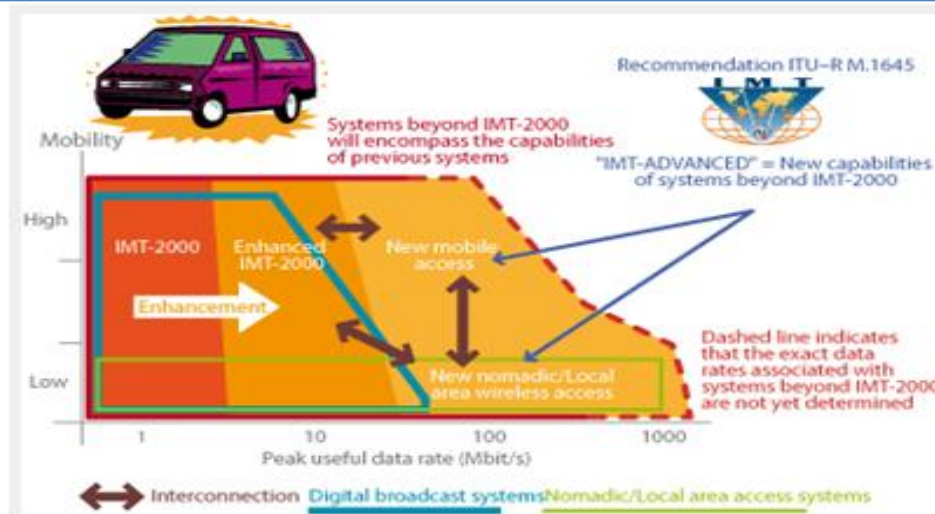 Recommendation ITU–R M.1645
IMT
Mobility
Systems beyond IMT-2000
will encompass the capabilities
of previous systems
"IMT-ADVANCED" = New capabilities
of systems beyond IMT-2000
High
IMT-2000
Enhanced
IMT-2000
New mobile
access
Enhancement
Low
New nomadic/Local
area wireless access
Dashed line indicates
that the exact data
rates associated with
systems beyond IMT-2000
are not yet determined
1
10
100
1000
Peak useful data rate (Mbit/s)
Interconnection
Digital broadcast systems
Nomadic/Local area access systems